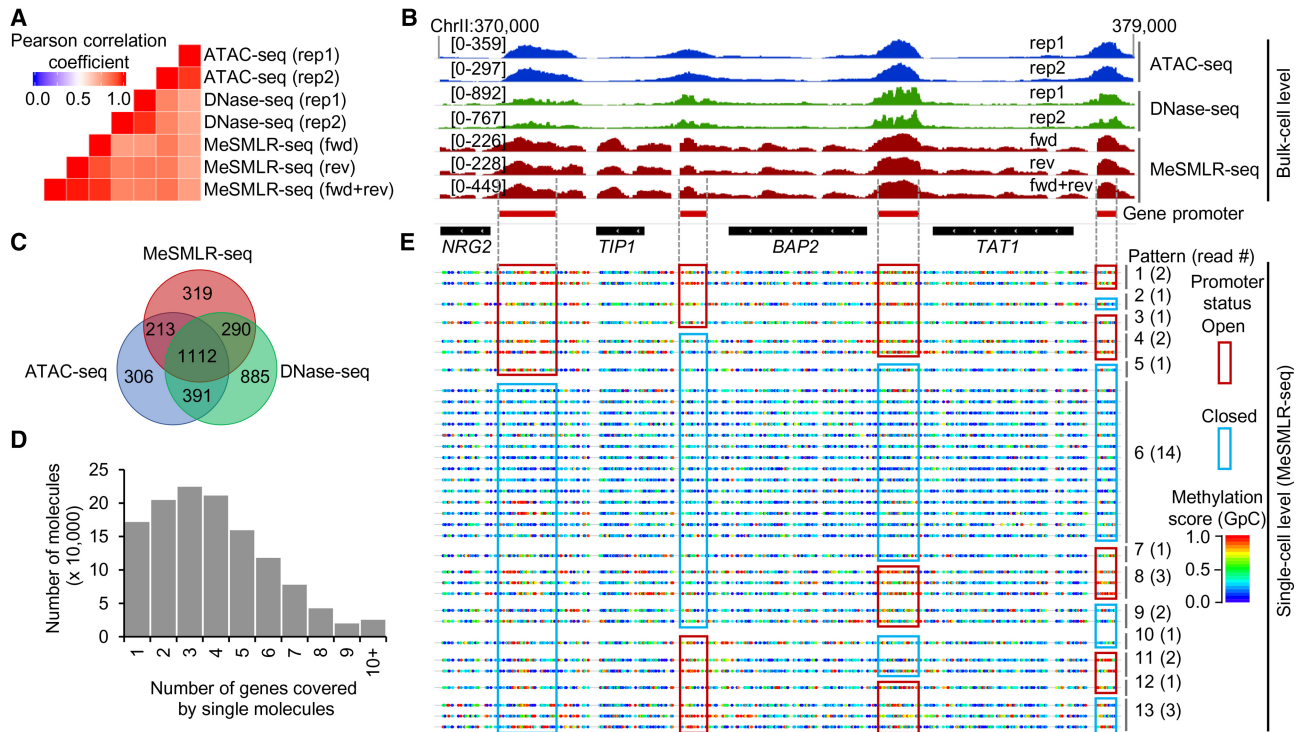 A
Pearson correlation
coefficient
0.0 0.5 1.0
ATAC-seq (rep1)
ATAC-seq (rep2)
DNase-seq (rep1)
DNase-seq (rep2)
MeSMLR-seq (fwd)
MeSMLR-seq (rev)
MeSMLR-seq (fwd+rev)
B
ChrII:370,000 379,000
[0-359] rep1
[0-297] rep2
ATAC-seq
[0-892] rep1
[0-767] rep2
DNase-seq
[0-226] fwd
[0-228] rev
[0-449] fwd+rev
MeSMLR-seq
Bulk-cell level
Gene promoter
NRG2 TIP1 BAP2 TAT1
C
MeSMLR-seq
319
213 290
1112
ATAC-seq 306 885 DNase-seq
391
D
Number of molecules
(x 10,000)
25
20
15
10
5
0
1 2 3 4 5 6 7 8 9 10+
Number of genes covered
by single molecules
E
Pattern (read #)
1 (2)
2 (1)
3 (1)
4 (2)
5 (1)
6 (14)
7 (1)
8 (3)
9 (2)
10 (1)
11 (2)
12 (1)
13 (3)
Promoter
status
Open
Closed
Methylation
score (GpC)
1.0
0.5
0.0
Single-cell level (MeSMLR-seq)